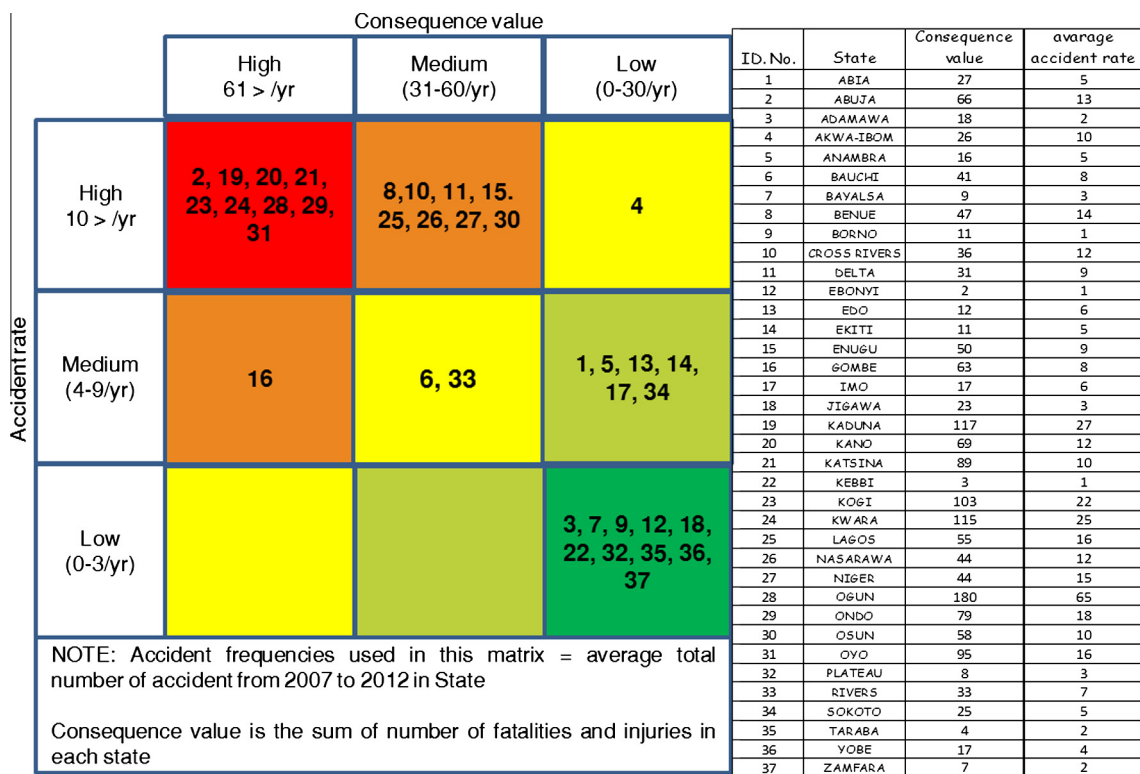 Consequence value
High
61 > /yr
Medium
(31-60/yr)
Low
(0-30/yr)
Accident rate
High
10 > /yr
2, 19, 20, 21,
23, 24, 28, 29,
31
8,10, 11, 15.
25, 26, 27, 30
4
Medium
(4-9/yr)
16
6, 33
1, 5, 13, 14,
17, 34
Low
(0-3/yr)
3, 7, 9, 12, 18,
22, 32, 35, 36,
37
NOTE: Accident frequencies used in this matrix = average total
number of accident from 2007 to 2012 in State
Consequence value is the sum of number of fatalities and injuries in
each state
ID. No. State Consequence value avarage accident rate
1 ABIA 27 5
2 ABUJA 66 13
3 ADAMAWA 18 2
4 AKWA-IBOM 26 10
5 ANAMBRA 16 5
6 BAUCHI 41 8
7 BAYALSA 9 3
8 BENUE 47 14
9 BORNO 11 1
10 CROSS RIVERS 36 12
11 DELTA 31 9
12 EBONYI 2 1
13 EDO 12 6
14 EKITI 11 5
15 ENUGU 50 9
16 GOMBE 63 8
17 IMO 17 6
18 JIGAWA 23 3
19 KADUNA 117 27
20 KANO 69 12
21 KATSINA 89 10
22 KEBBI 3 1
23 KOGI 103 22
24 KWARA 115 25
25 LAGOS 55 16
26 NASARAWA 44 12
27 NIGER 44 15
28 OGUN 180 65
29 ONDO 79 18
30 OSUN 58 10
31 OYO 95 16
32 PLATEAU 8 3
33 RIVERS 33 7
34 SOKOTO 25 5
35 TARABA 4 2
36 YOBE 17 4
37 ZAMFARA 7 2